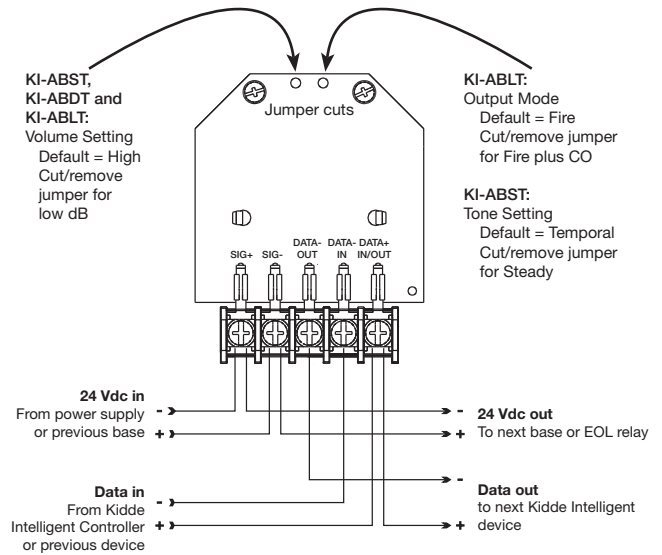 KI-ABST,
KI-ABDT and
KI-ABLT:
Volume Setting
Default = High
Cut/remove
jumper for
low dB
Jumper cuts
KI-ABLT:
Output Mode
Default = Fire
Cut/remove jumper
for Fire plus CO
KI-ABST:
Tone Setting
Default = Temporal
Cut/remove jumper
for Steady
SIG+ SIG- DATA- OUT DATA- IN DATA+ IN/OUT
24 Vdc in
From power supply
or previous base
-
+
-
+
24 Vdc out
To next base or EOL relay
Data in
From Kidde
Intelligent Controller
or previous device
-
+
-
+
Data out
to next Kidde Intelligent
device